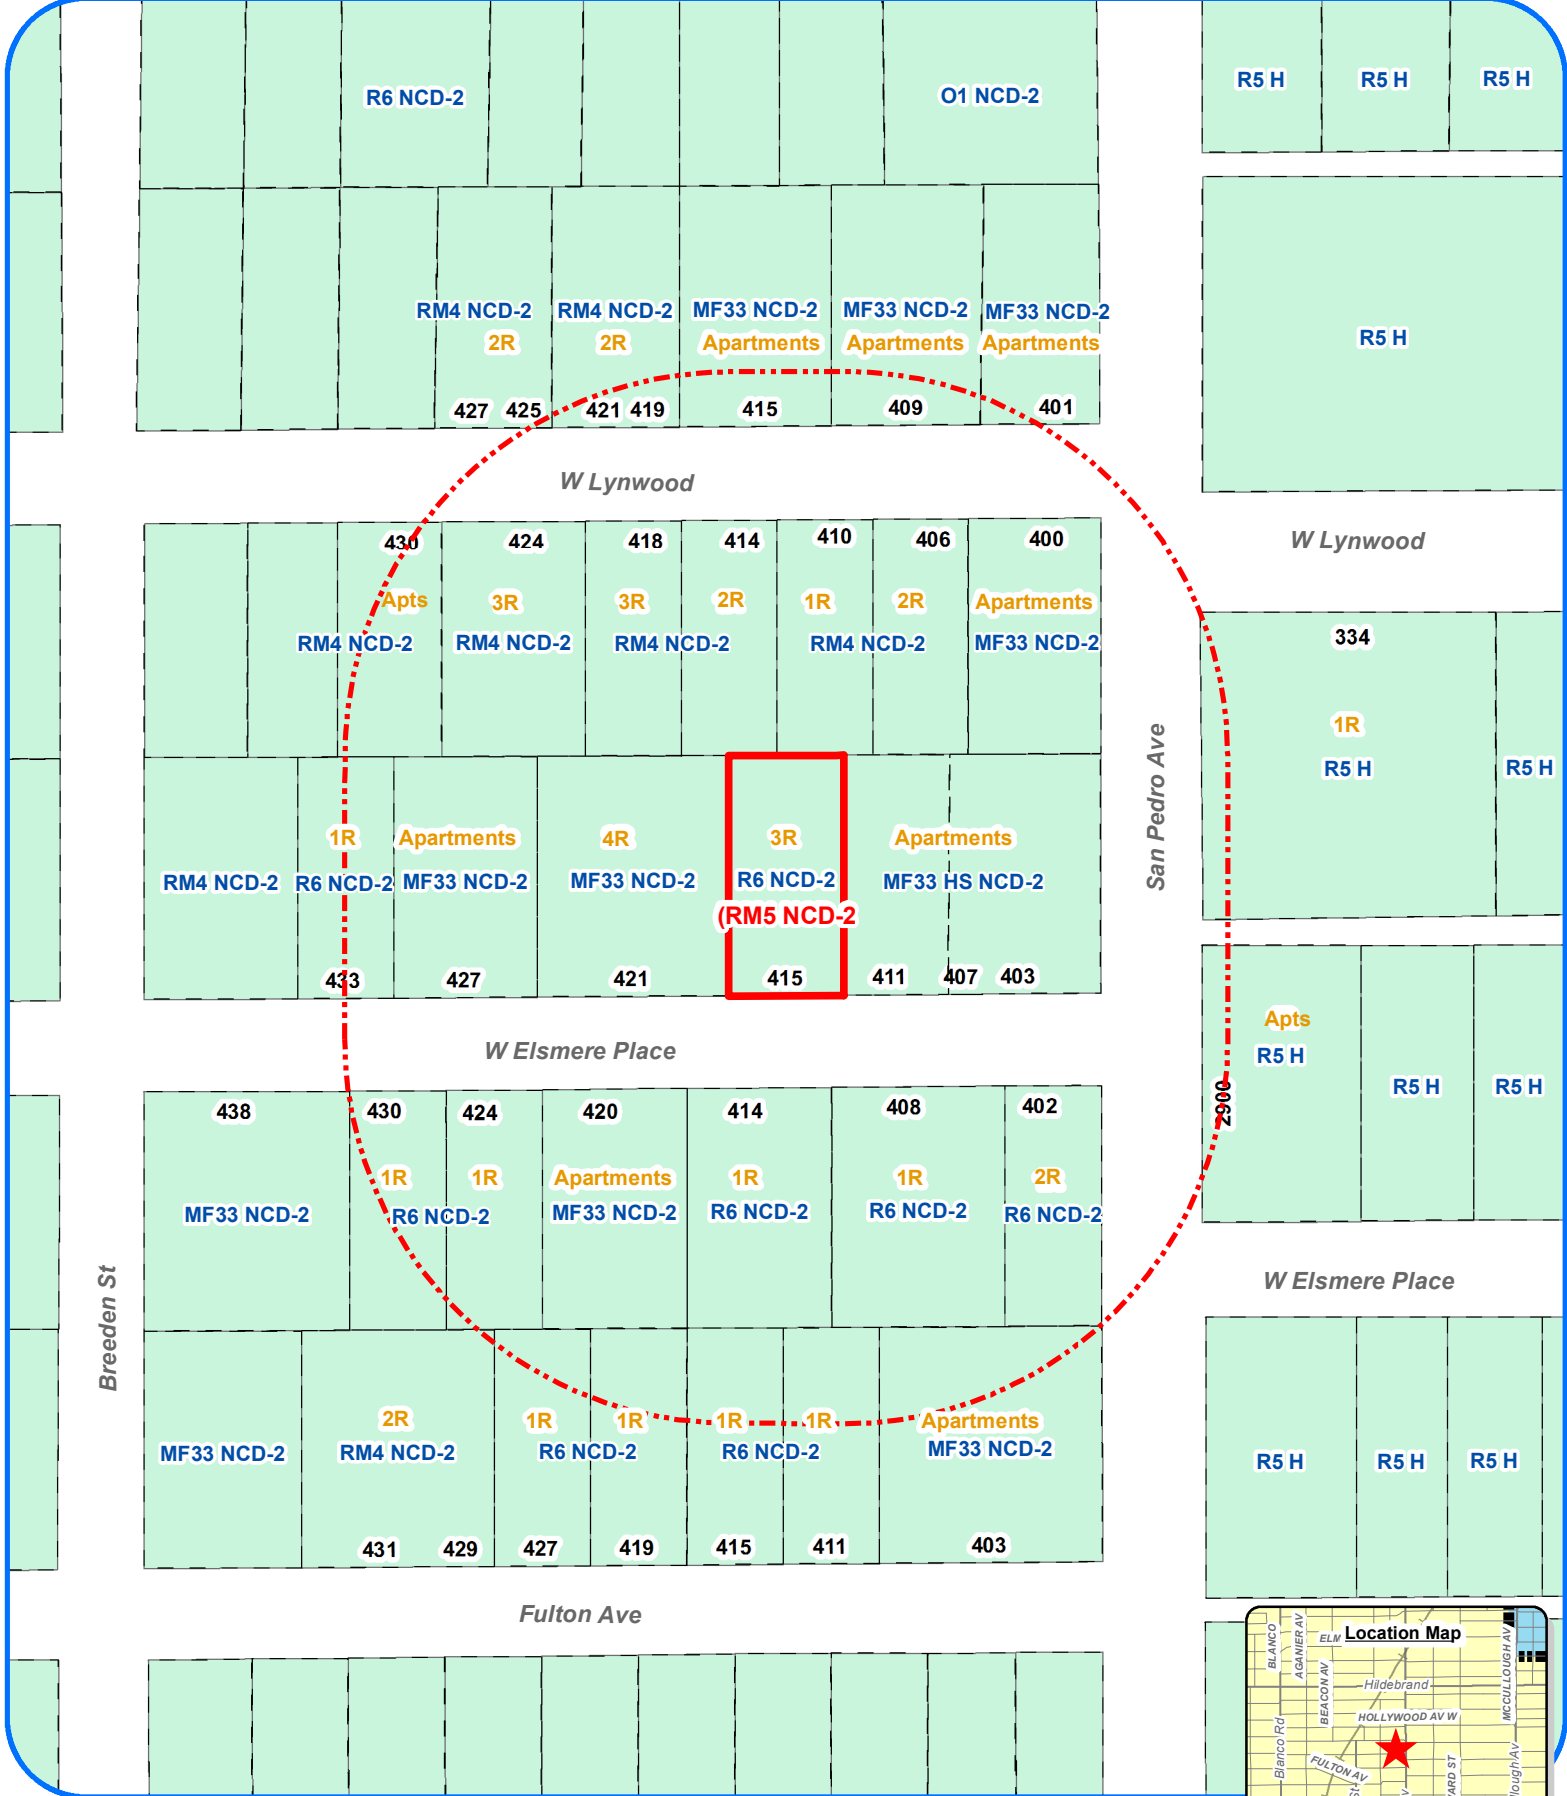 R6 NCD-2
O1 NCD-2
R5 H
R5 H
R5 H
RM4 NCD-2
RM4 NCD-2
MF33 NCD-2
MF33 NCD-2
MF33 NCD-2
2R
2R
Apartments
Apartments
Apartments
R5 H
427
425
421
419
415
409
401
W Lynwood
W Lynwood
430
424
418
414
410
406
400
Apts
3R
3R
2R
1R
2R
Apartments
RM4 NCD-2
RM4 NCD-2
RM4 NCD-2
RM4 NCD-2
MF33 NCD-2
334
1R
R5 H
R5 H
San Pedro Ave
1R
Apartments
4R
3R
Apartments
RM4 NCD-2
R6 NCD-2
MF33 NCD-2
MF33 NCD-2
R6 NCD-2
MF33 HS NCD-2
(RM5 NCD-2
433
427
421
415
411
407
403
W Elsmere Place
Apts
R5 H
R5 H
R5 H
2900
438
430
424
420
414
408
402
1R
1R
Apartments
1R
1R
2R
MF33 NCD-2
R6 NCD-2
MF33 NCD-2
R6 NCD-2
R6 NCD-2
R6 NCD-2
W Elsmere Place
Breeden St
2R
1R
1R
1R
1R
Apartments
MF33 NCD-2
RM4 NCD-2
R6 NCD-2
R6 NCD-2
MF33 NCD-2
R5 H
R5 H
R5 H
431
429
427
419
415
411
403
Fulton Ave
Location Map
BLANCO
AGANIER AV
ELM
BEACON AV
MCCULLOUGH AV
Hildebrand
HOLLYWOOD AV W
Blanco Rd
FULTON AV
St
V
ARD ST
lough Av